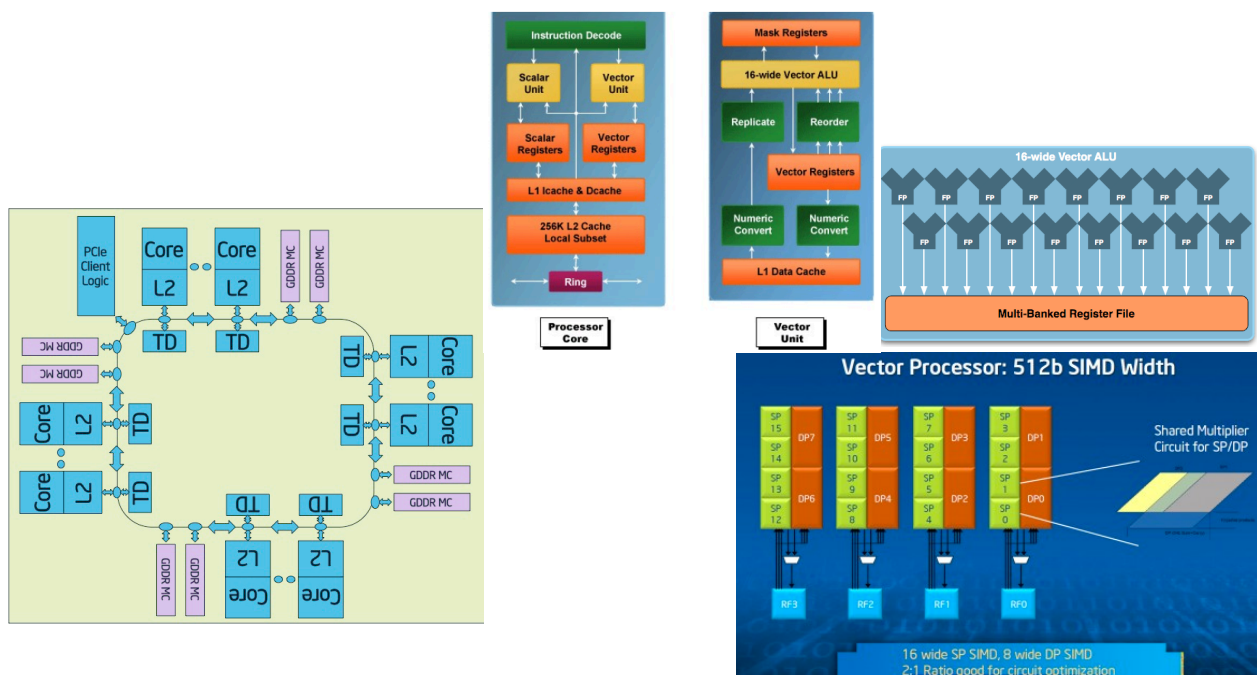 PCIe
Client
Logic
Core
L2
Core
L2
GDDR MC
GDDR MC
TD
TD
GDDR MC
GDDR MC
Core
L2
TD
Core
L2
TD
TD
L2
Core
TD
L2
Core
GDDR MC
GDDR MC
GDDR MC
GDDR MC
TD
TD
L2
L2
Core
Core
Instruction Decode
Scalar
Unit
Vector
Unit
Scalar
Registers
Vector
Registers
L1 Icache & Dcache
256K L2 Cache
Local Subset
Ring
Processor
Core
Mask Registers
16-wide Vector ALU
Replicate
Reorder
Vector Registers
Numeric
Convert
Numeric
Convert
L1 Data Cache
Vector
Unit
16-wide Vector ALU
FP FP FP FP FP FP FP FP
FP FP FP FP FP FP FP FP
Multi-Banked Register File
Vector Processor: 512b SIMD Width
SP
15
SP
14
SP
13
SP
12
DP7
DP6
RF3
SP
11
SP
10
SP
9
SP
8
DP5
DP4
RF2
SP
7
SP
6
SP
5
SP
4
DP3
DP2
RF1
SP
3
SP
2
SP
1
SP
0
DP1
DP0
RF0
Shared Multiplier
Circuit for SP/DP
16 wide SP SIMD, 8 wide DP SIMD
2:1 Ratio good for circuit optimization